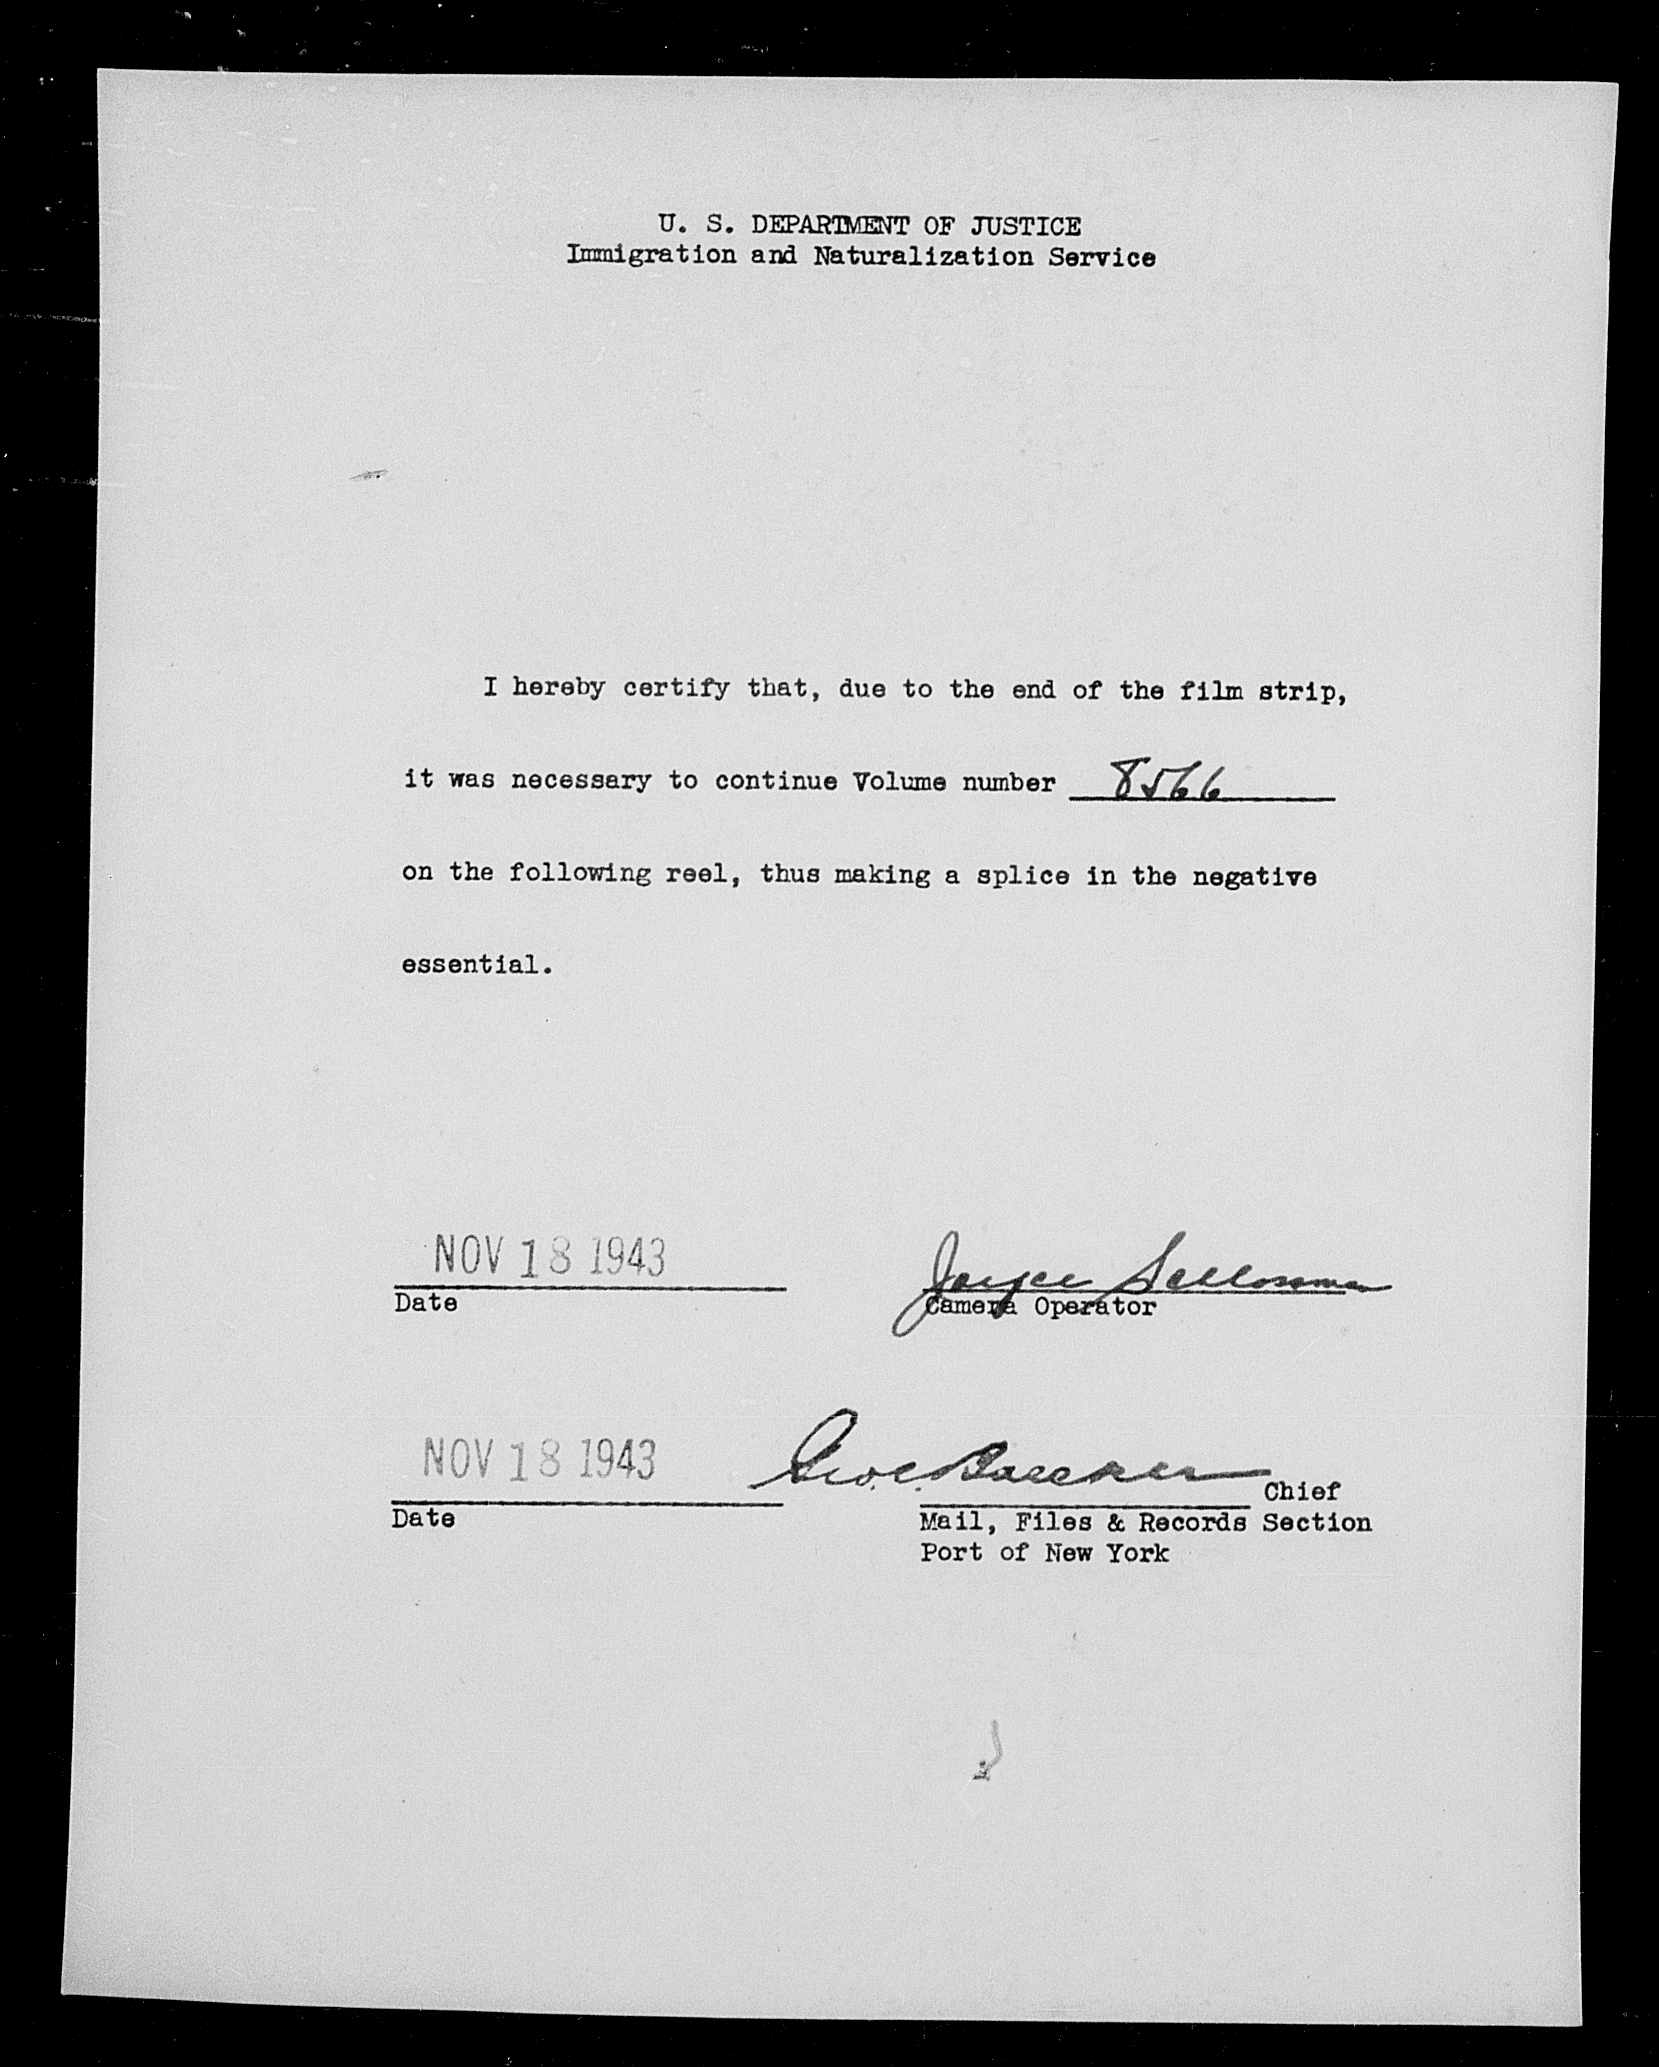 U. S. DEPARTMENT OF JUSTICE
Immigration and Naturalization Service
I hereby certify that, due to the end of the film strip,
it was necessary to continue Volume number 8566
on the following reel, thus making a splice in the negative
essential.
NOV 18 1943
Date
Joyce
Camera Operator
NOV 18 1943
Date
Geo. C.
Chief
Mail, Files & Records Section
Port of New York